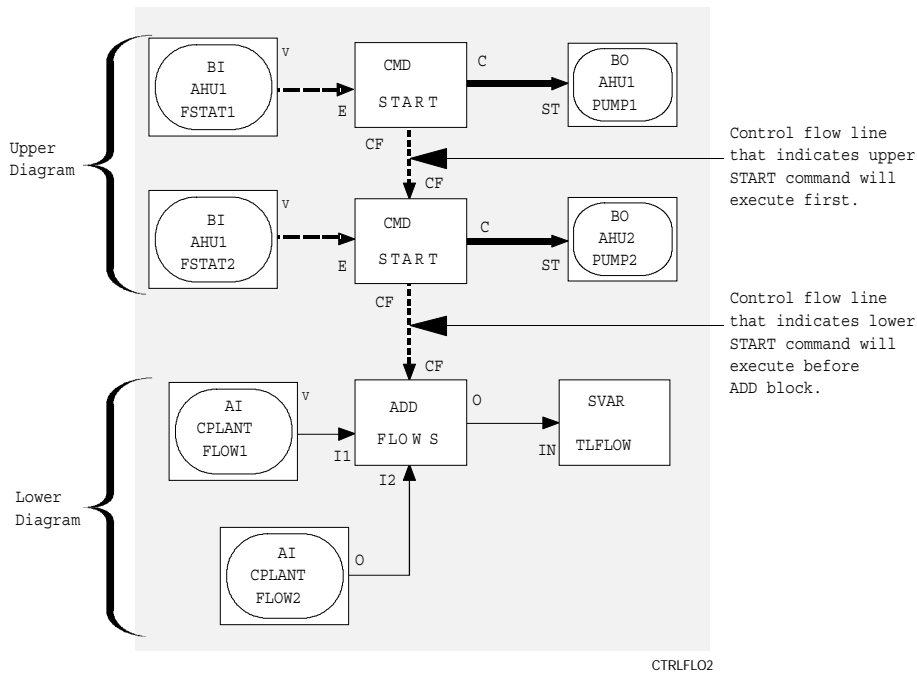 BI
AHU1
FSTAT1
V
E
CMD
START
C
ST
BO
AHU1
PUMP1
CF
CF
Upper
Diagram
Control flow line
that indicates upper
START command will
execute first.
BI
AHU1
FSTAT2
V
E
CMD
START
C
ST
BO
AHU2
PUMP2
CF
CF
Control flow line
that indicates lower
START command will
execute before
ADD block.
AI
CPLANT
FLOW1
V
I1
ADD
FLOWS
O
IN
SVAR
TLFLOW
I2
Lower
Diagram
AI
CPLANT
FLOW2
O
CTRLFLO2